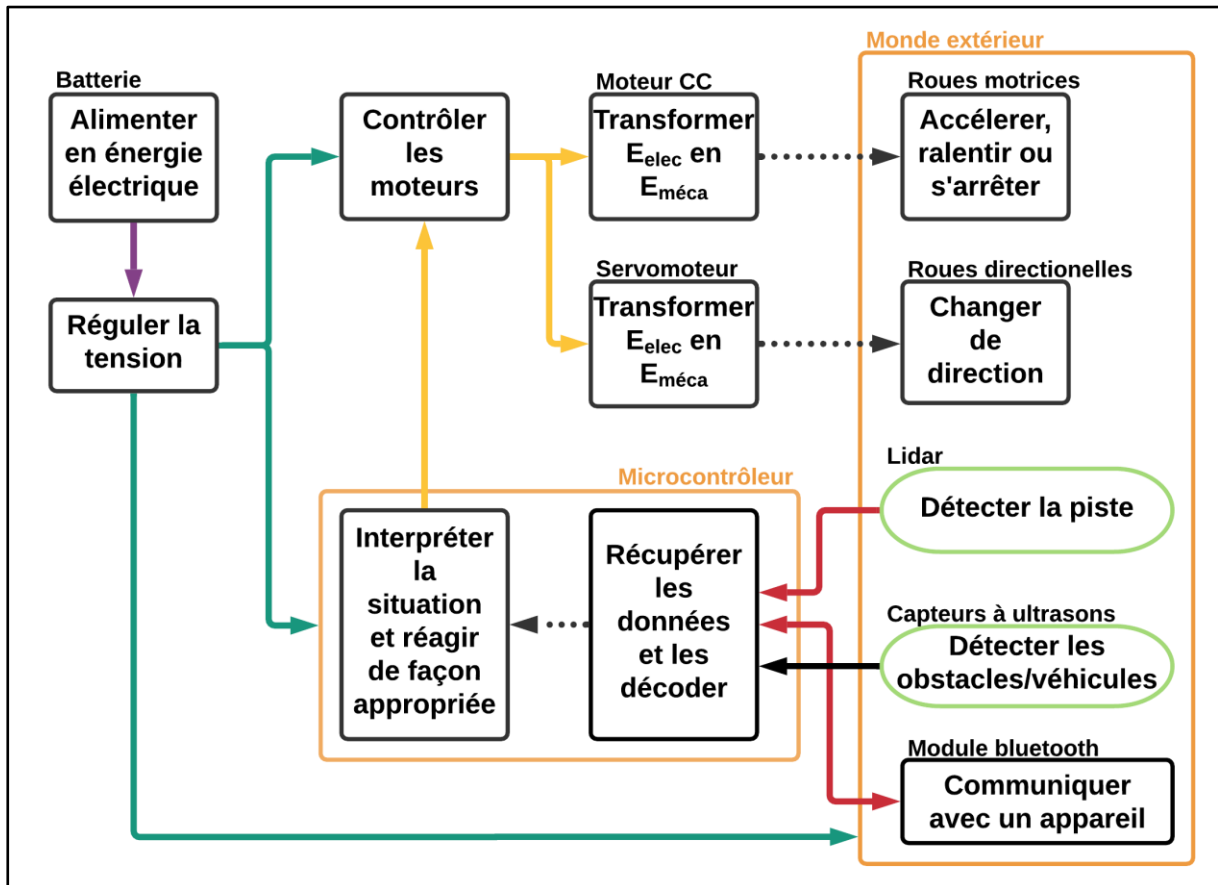 Monde extérieur
Batterie
Alimenter
en énergie
électrique
Contrôler
les
moteurs
Moteur CC
Transformer
Eelec en
Eméca
Roues motrices
Accélerer,
ralentir ou
s'arrêter
Réguler la
tension
Servomoteur
Transformer
Eelec en
Eméca
Roues directionelles
Changer
de
direction
Microcontrôleur
Interpréter
la
situation
et réagir
de façon
appropriée
Récupérer
les
données
et les
décoder
Lidar
Détecter la piste
Capteurs à ultrasons
Détecter les
obstacles/véhicules
Module bluetooth
Communiquer
avec un appareil